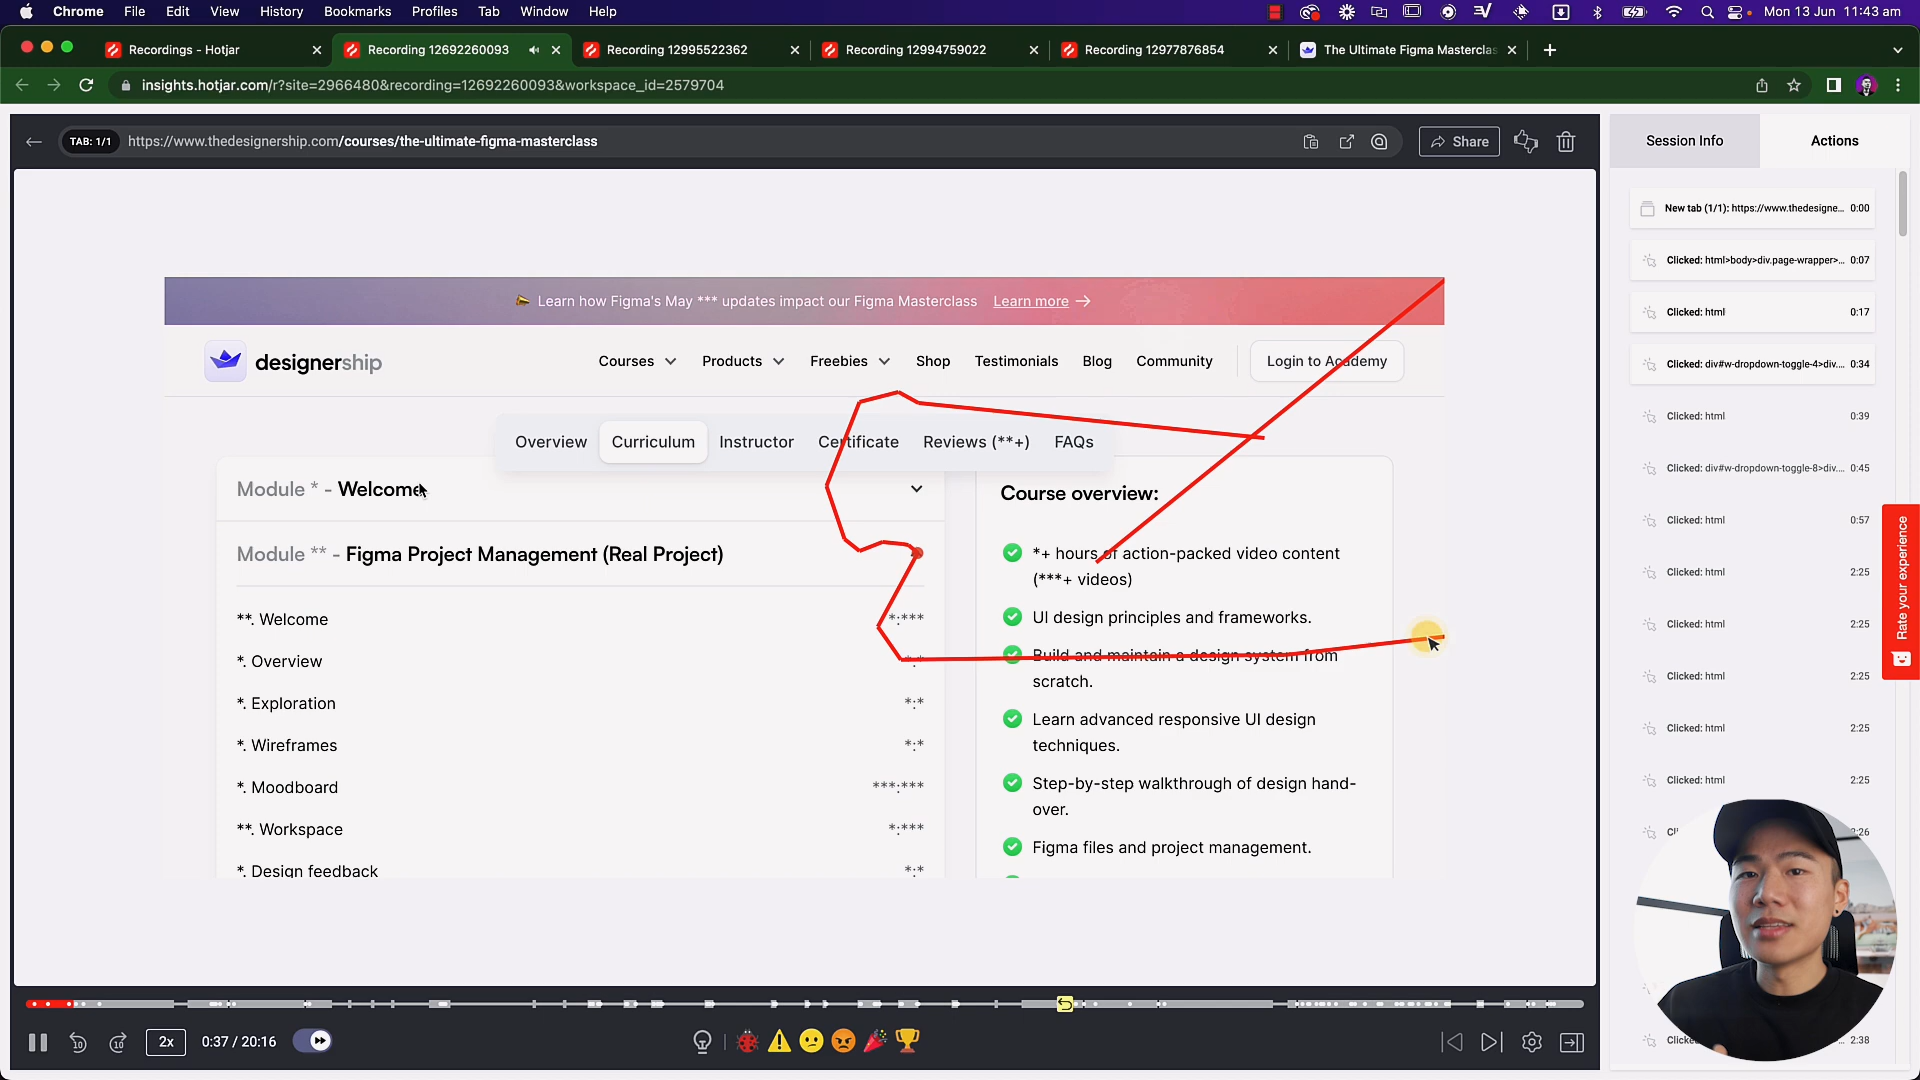 Chrome File Edit View History Bookmarks Profiles Tab Window Help
Mon 13 Jun 11:43 am
Recordings - Hotjar
Recording 12692260093
Recording 12995522362
Recording 12994759022
Recording 12977876854
The Ultimate Figma Masterclas
insights.hotjar.com/r?site=2966480&recording=12692260093&workspace_id=2579704
TAB: 1/1
https://www.thedesignership.com/courses/the-ultimate-figma-masterclass
Share
Session Info
Actions
Learn how Figma's May *** updates impact our Figma Masterclass Learn more →
designership
Courses
Products
Freebies
Shop
Testimonials
Blog
Community
Login to Academy
Overview
Curriculum
Instructor
Certificate
Reviews (**+)
FAQs
Module * - Welcome
Module ** - Figma Project Management (Real Project)
**. Welcome *:***
*. Overview *:*
*. Exploration *:*
*. Wireframes *:*
*. Moodboard ***:***
**. Workspace *:***
*. Design feedback *:*
Course overview:
*+ hours of action-packed video content
(***+ videos)
UI design principles and frameworks.
Build and maintain a design system from
scratch.
Learn advanced responsive UI design
techniques.
Step-by-step walkthrough of design hand-
over.
Figma files and project management.
New tab (1/1): https://www.thedesigne... 0:00
Clicked: html>body>div.page-wrapper>... 0:07
Clicked: html 0:17
Clicked: div#w-dropdown-toggle-4>div.... 0:34
Clicked: html 0:39
Clicked: div#w-dropdown-toggle-8>div.... 0:45
Clicked: html 0:57
Clicked: html 2:25
Clicked: html 2:25
Clicked: html 2:25
Clicked: html 2:25
Clicked: html 2:25
2:38
Rate your experience
10
10
2x
0:37 / 20:16